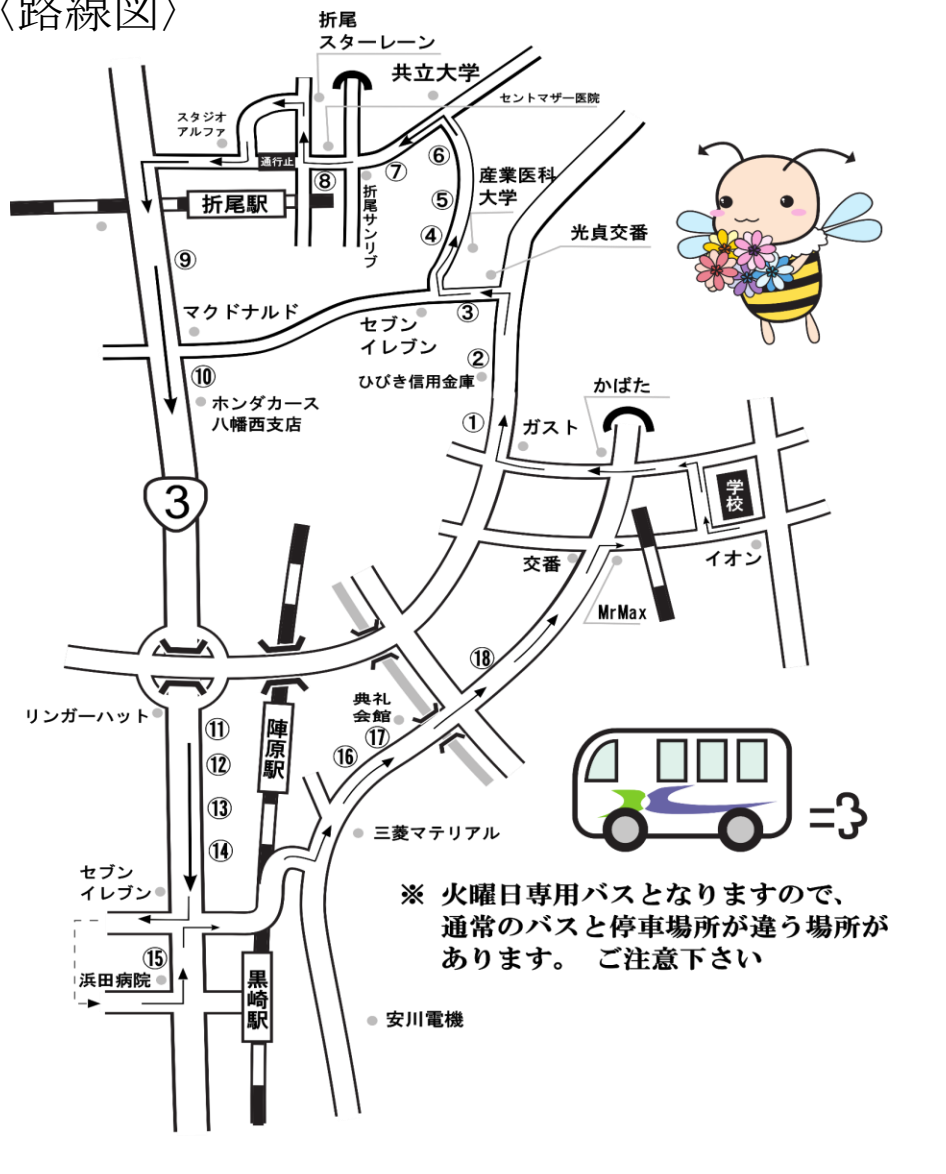 〈路線図〉
折尾
スターレーン
共立大学
セントマザー医院
スタジオ
アルファ
通行止
⑧
⑦
⑥
産業医科
大学
⑤
折尾駅
折尾サンリブ
④
光貞交番
⑨
③
マクドナルド
セブン
イレブン
②
⑩
ひびき信用金庫
かばた
ホンダカース
八幡西支店
①
ガスト
3
学校
交番
イオン
MrMax
⑱
典礼
会館
リンガーハット
⑪
⑰
陣原駅
⑯
⑫
⑬
三菱マテリアル
⑭
セブン
イレブン
※ 火曜日専用バスとなりますので、
通常のバスと停車場所が違う場所が
あります。 ご注意下さい
⑮
浜田病院
黒崎駅
安川電機